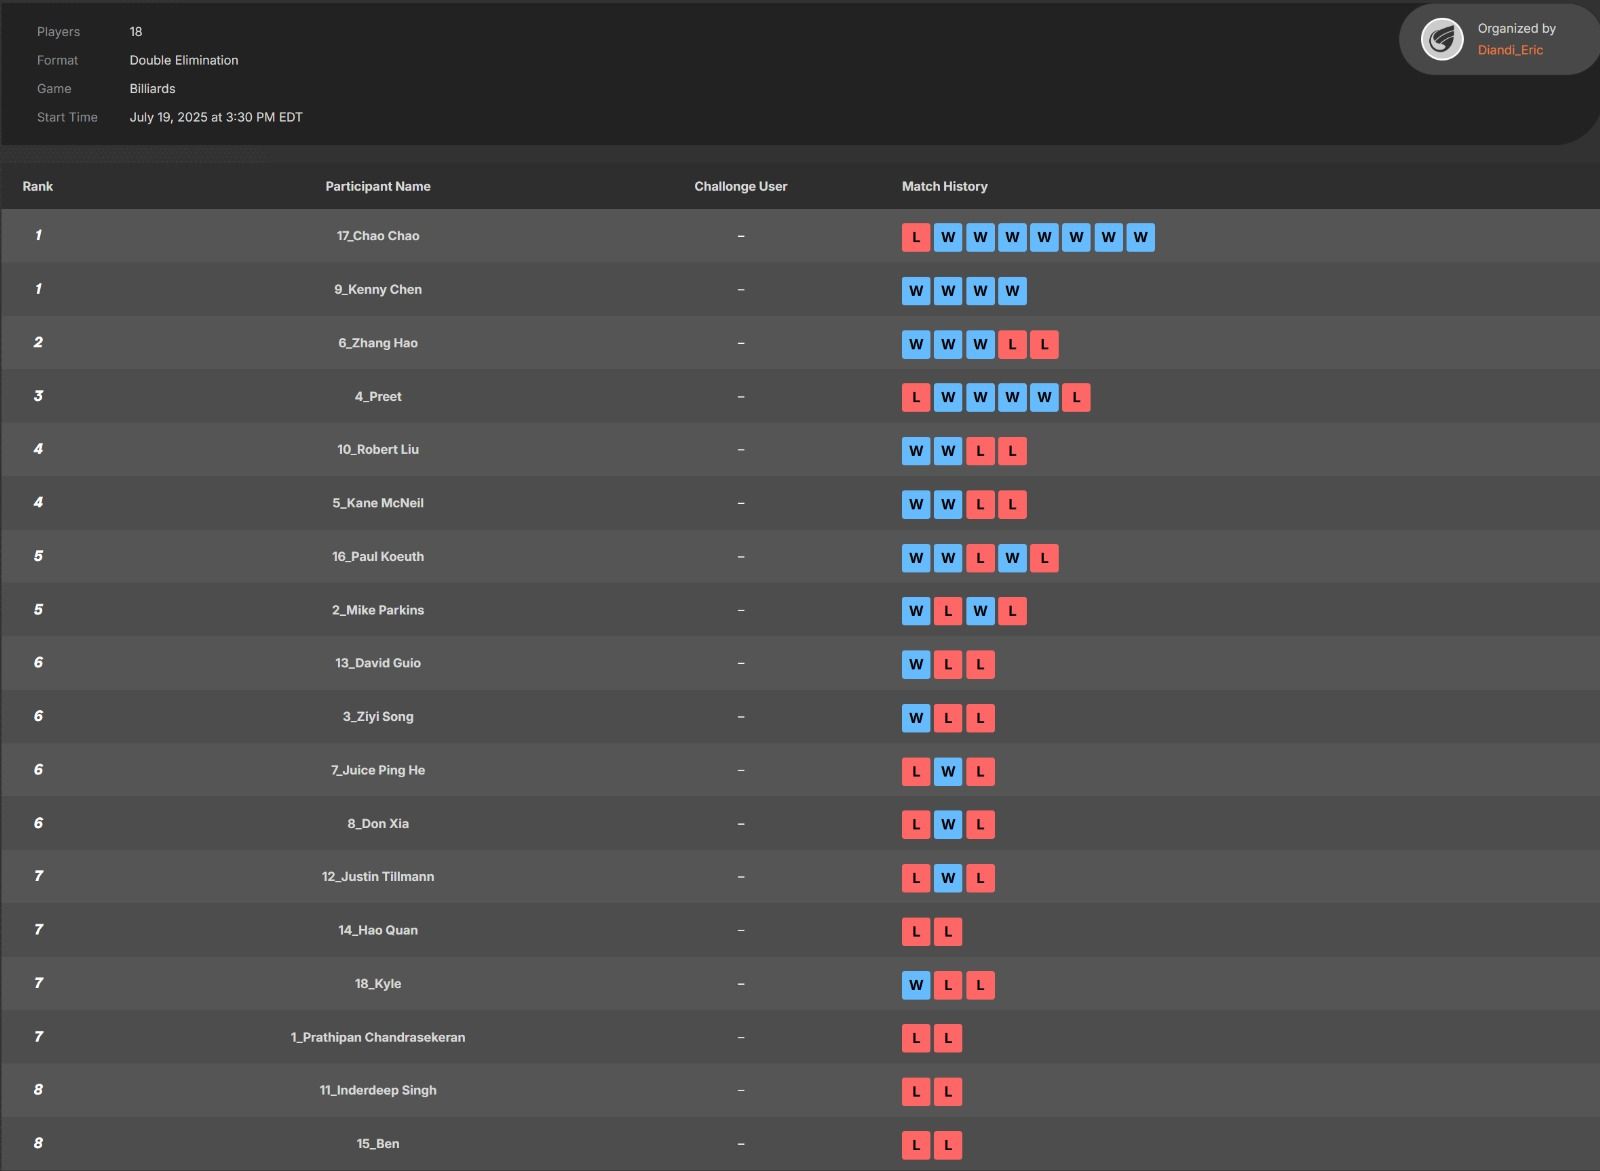 Players 18
Format Double Elimination
Game Billiards
Start Time July 19, 2025 at 3:30 PM EDT
Organized by
Diandi_Eric
Rank Participant Name Challonge User Match History
1 17_Chao Chao – L W W W W W W W
1 9_Kenny Chen – W W W W
2 6_Zhang Hao – W W W L L
3 4_Preet – L W W W W L
4 10_Robert Liu – W W L L
4 5_Kane McNeil – W W L L
5 16_Paul Koeuth – W W L W L
5 2_Mike Parkins – W L W L
6 13_David Guio – W L L
6 3_Ziyi Song – W L L
6 7_Juice Ping He – L W L
6 8_Don Xia – L W L
7 12_Justin Tillmann – L W L
7 14_Hao Quan – L L
7 18_Kyle – W L L
7 1_Prathipan Chandrasekeran – L L
8 11_Inderdeep Singh – L L
8 15_Ben – L L